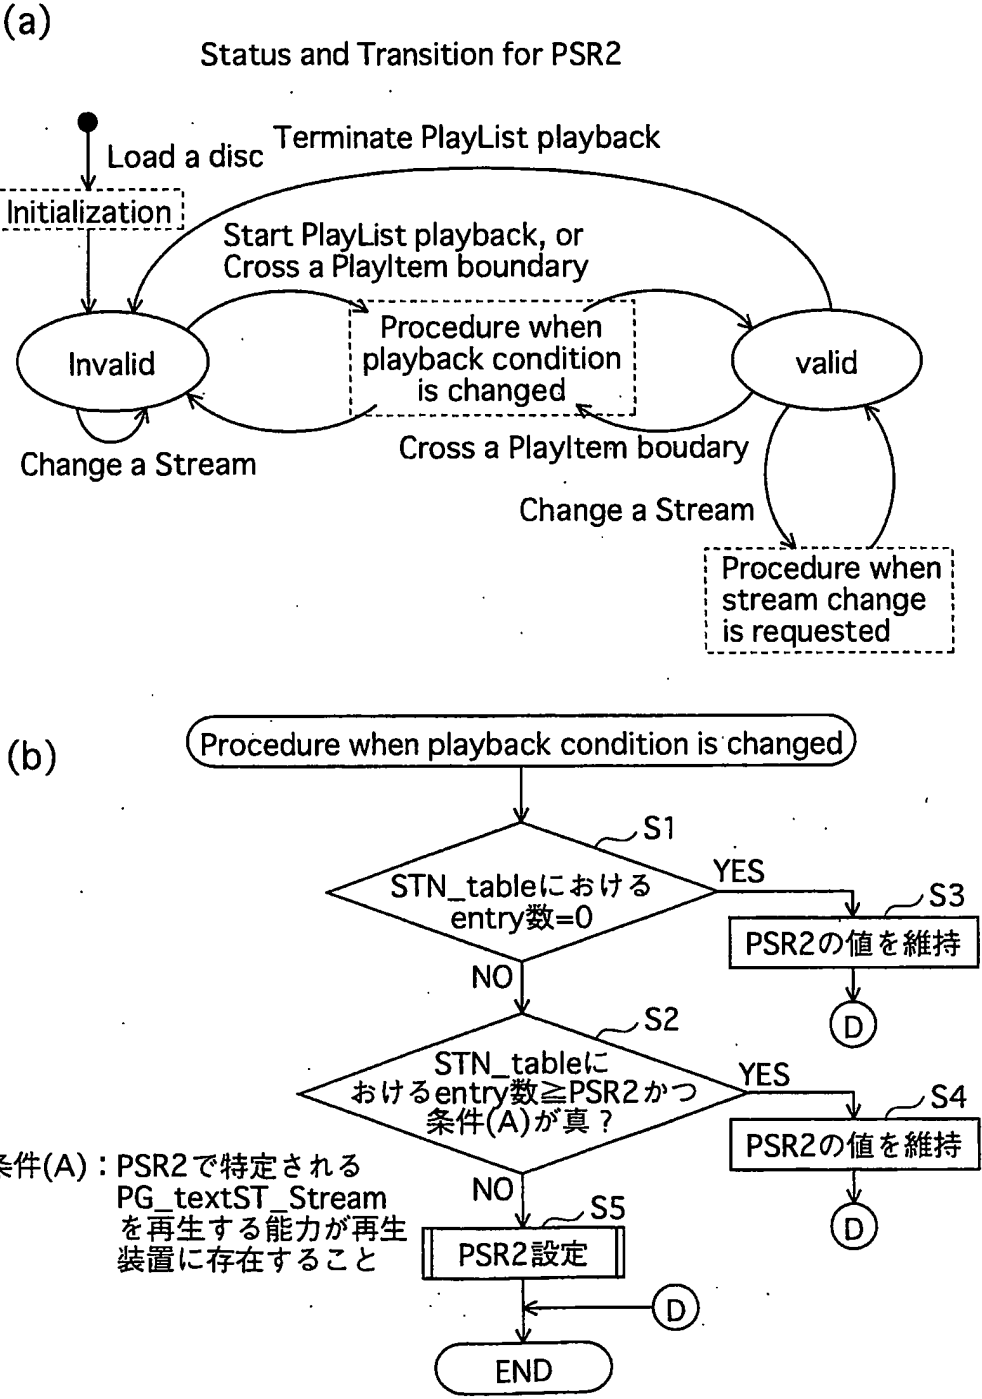 (a)
Status and Transition for PSR2
Terminate PlayList playback
Load a disc
Initialization
Start PlayList playback, or
Cross a PlayItem boundary
Procedure when
playback condition
is changed
Invalid
valid
Change a Stream
Cross a PlayItem boudary
Change a Stream
Procedure when
stream change
is requested
(b)
Procedure when playback condition is changed
S1
STN_tableにおける
entry数=0
YES
S3
PSR2の値を維持
NO
D
S2
STN_tableに
おけるentry数≧PSR2かつ
条件(A)が真?
YES
S4
PSR2の値を維持
条件(A):PSR2で特定される
PG_textST_Stream
を再生する能力が再生
装置に存在すること
NO
D
S5
PSR2設定
D
END